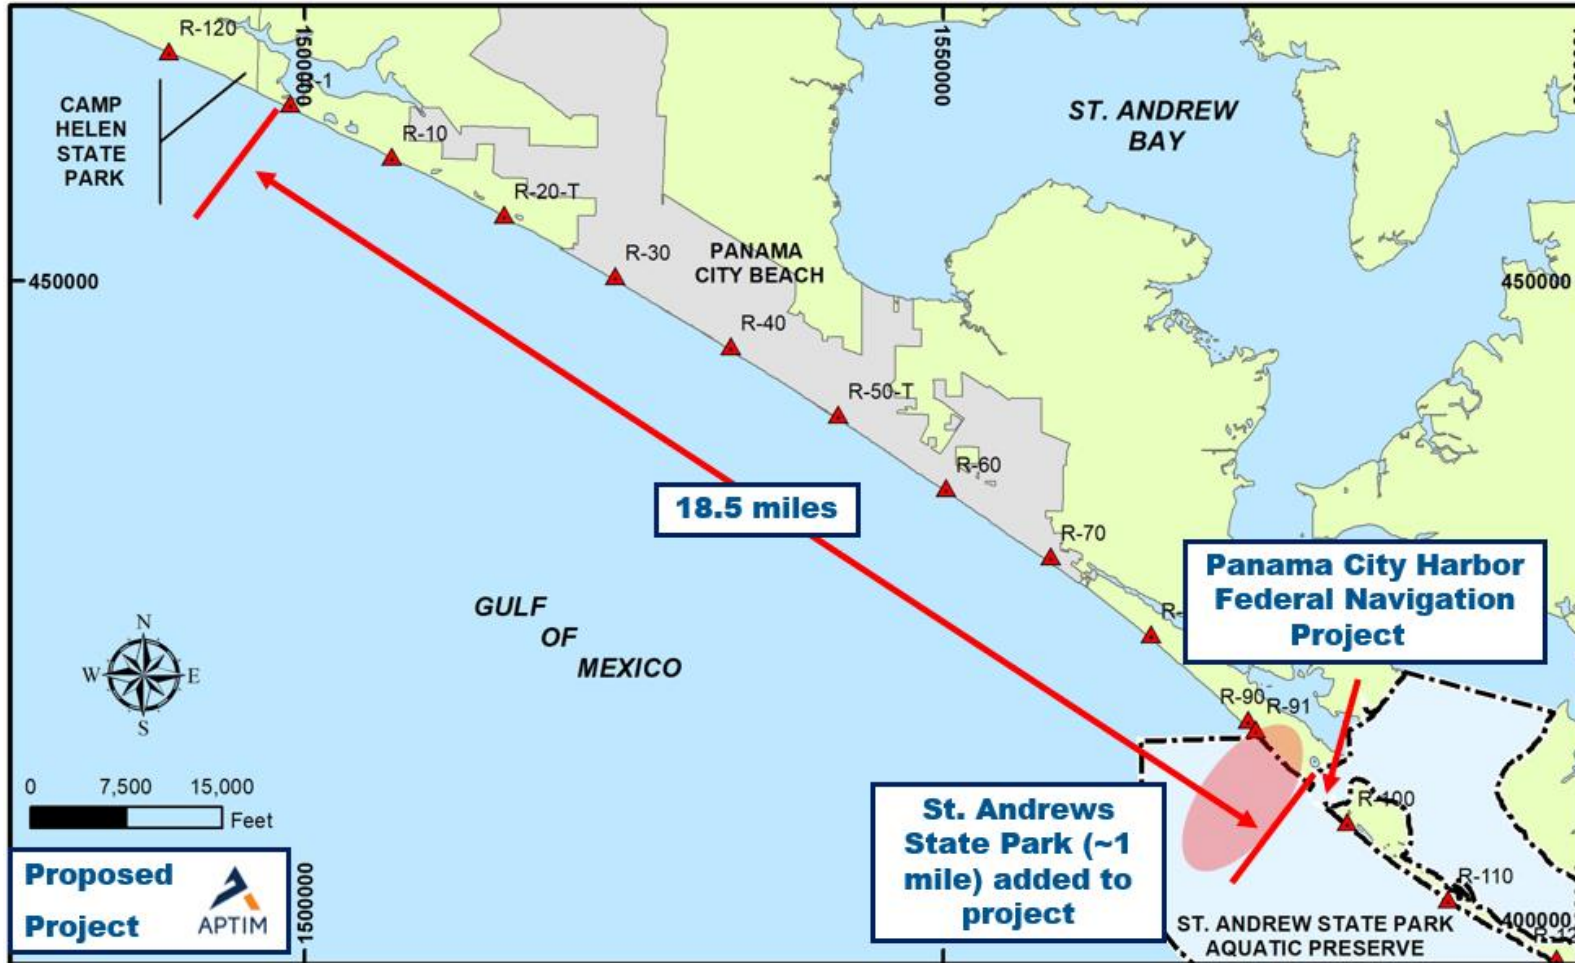 R-120
1500000
1550000
R-1
CAMP
HELEN
STATE
PARK
R-10
ST. ANDREW
BAY
R-20-T
R-30
PANAMA
CITY BEACH
450000
450000
R-40
R-50-T
R-60
18.5 miles
R-70
Panama City Harbor
Federal Navigation
Project
GULF
OF
MEXICO
N
W E
S
R-90
R-91
0 7,500 15,000
Feet
St. Andrews
State Park (~1
mile) added to
project
R-100
R-110
Proposed
Project
APTIM
1500000
ST. ANDREW STATE PARK
AQUATIC PRESERVE
400000